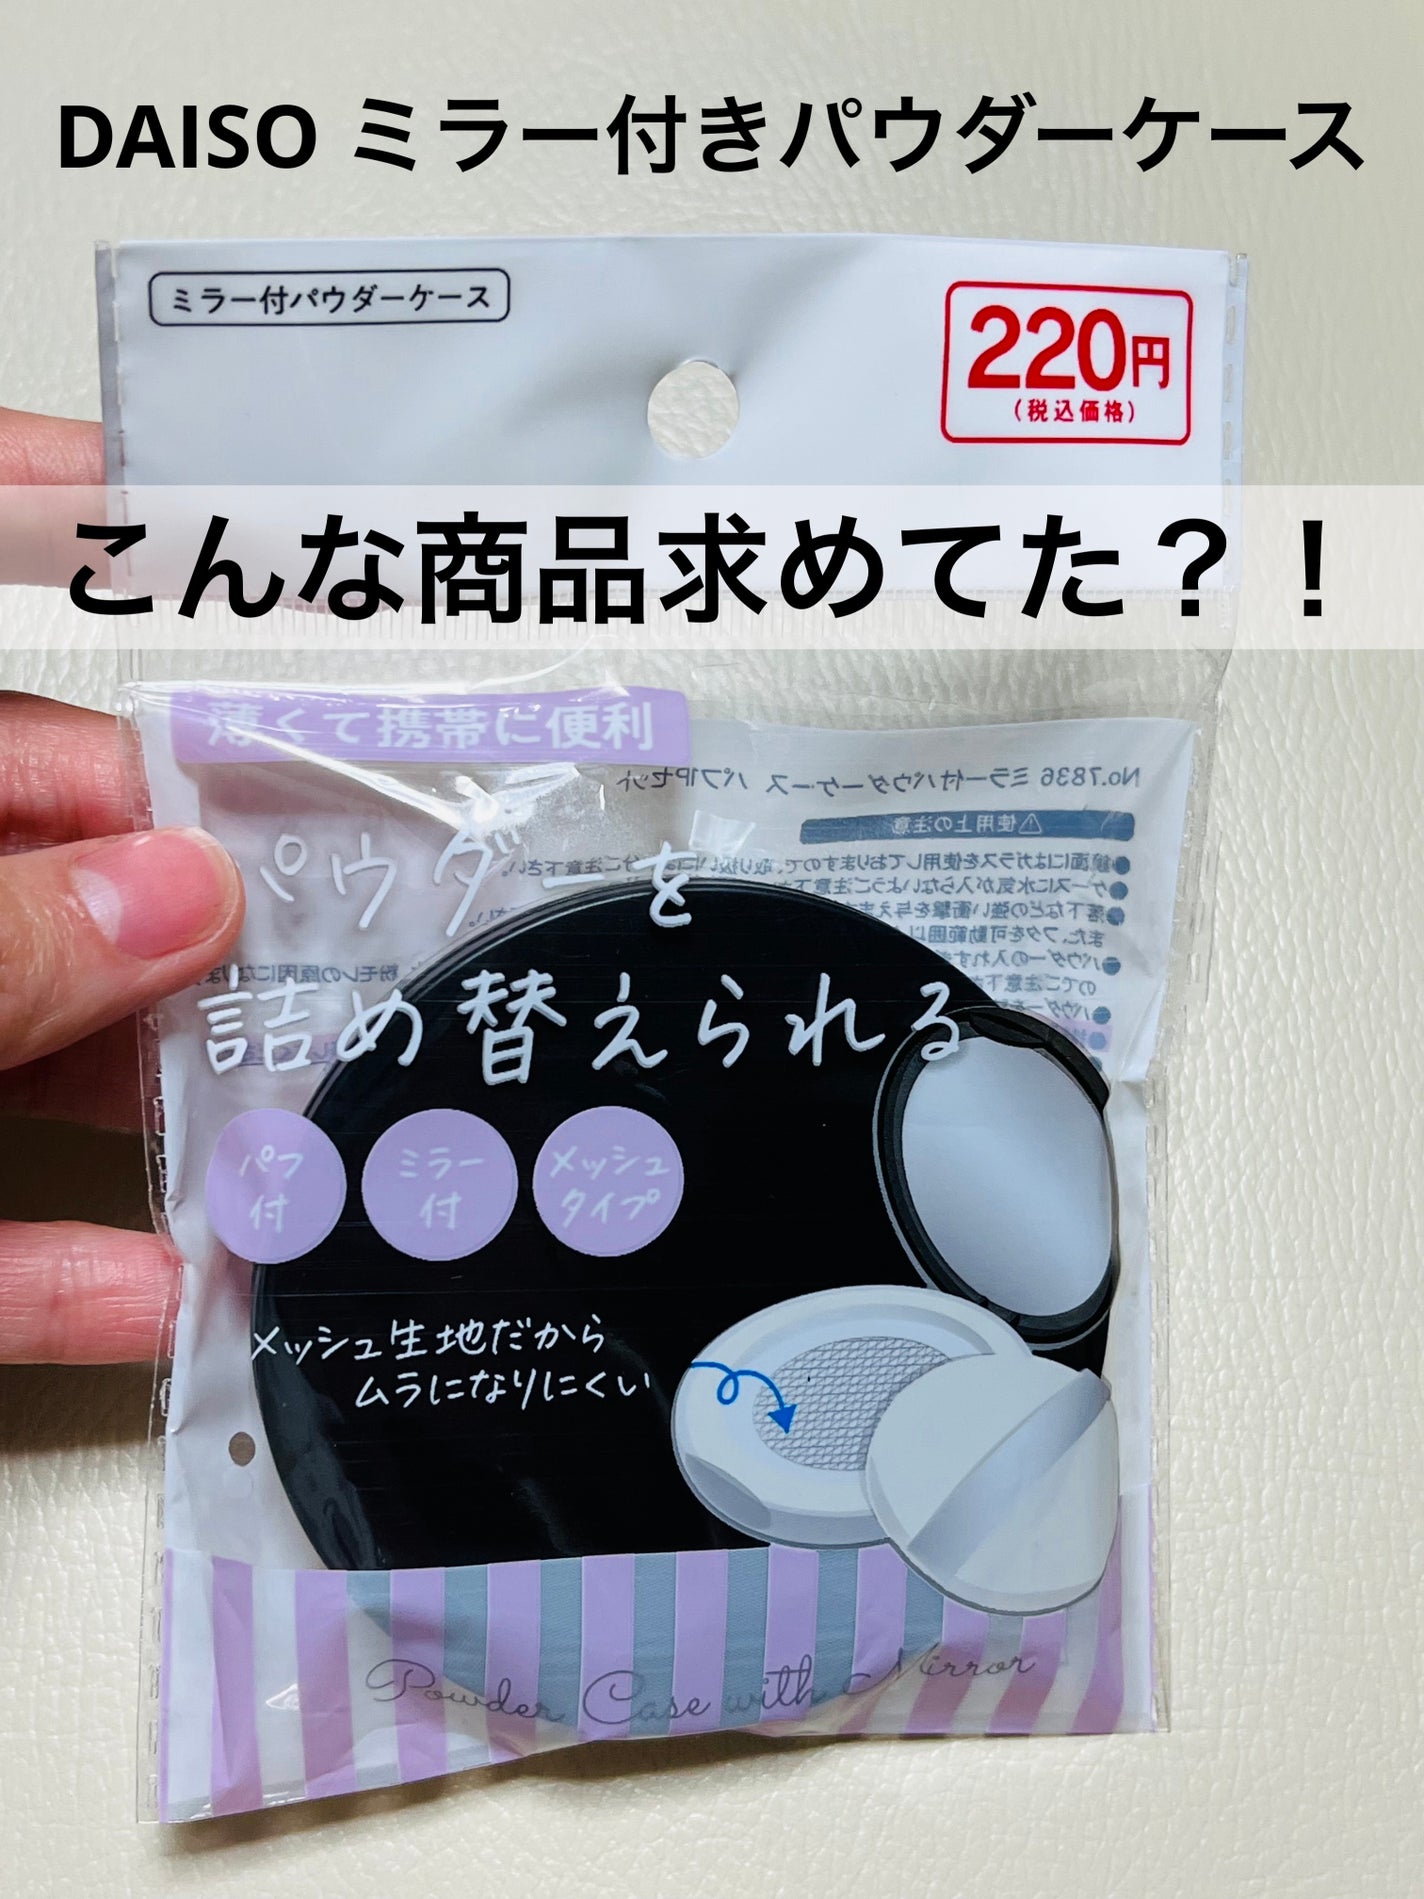 DAISO ミラー付きパウダーケース
ミラー付パウダーケース
220円
(税込価格)
こんな商品求めてた？！
薄くて携帯に便利
No.7836 ミラー付パウダーケース パフ1Pセット
⚠使用上の注意
パウダーを
詰め替えられる
パフ
付
ミラー
付
メッシュ
タイプ
メッシュ生地だから
ムラになりにくい
Powder Case with Mirror